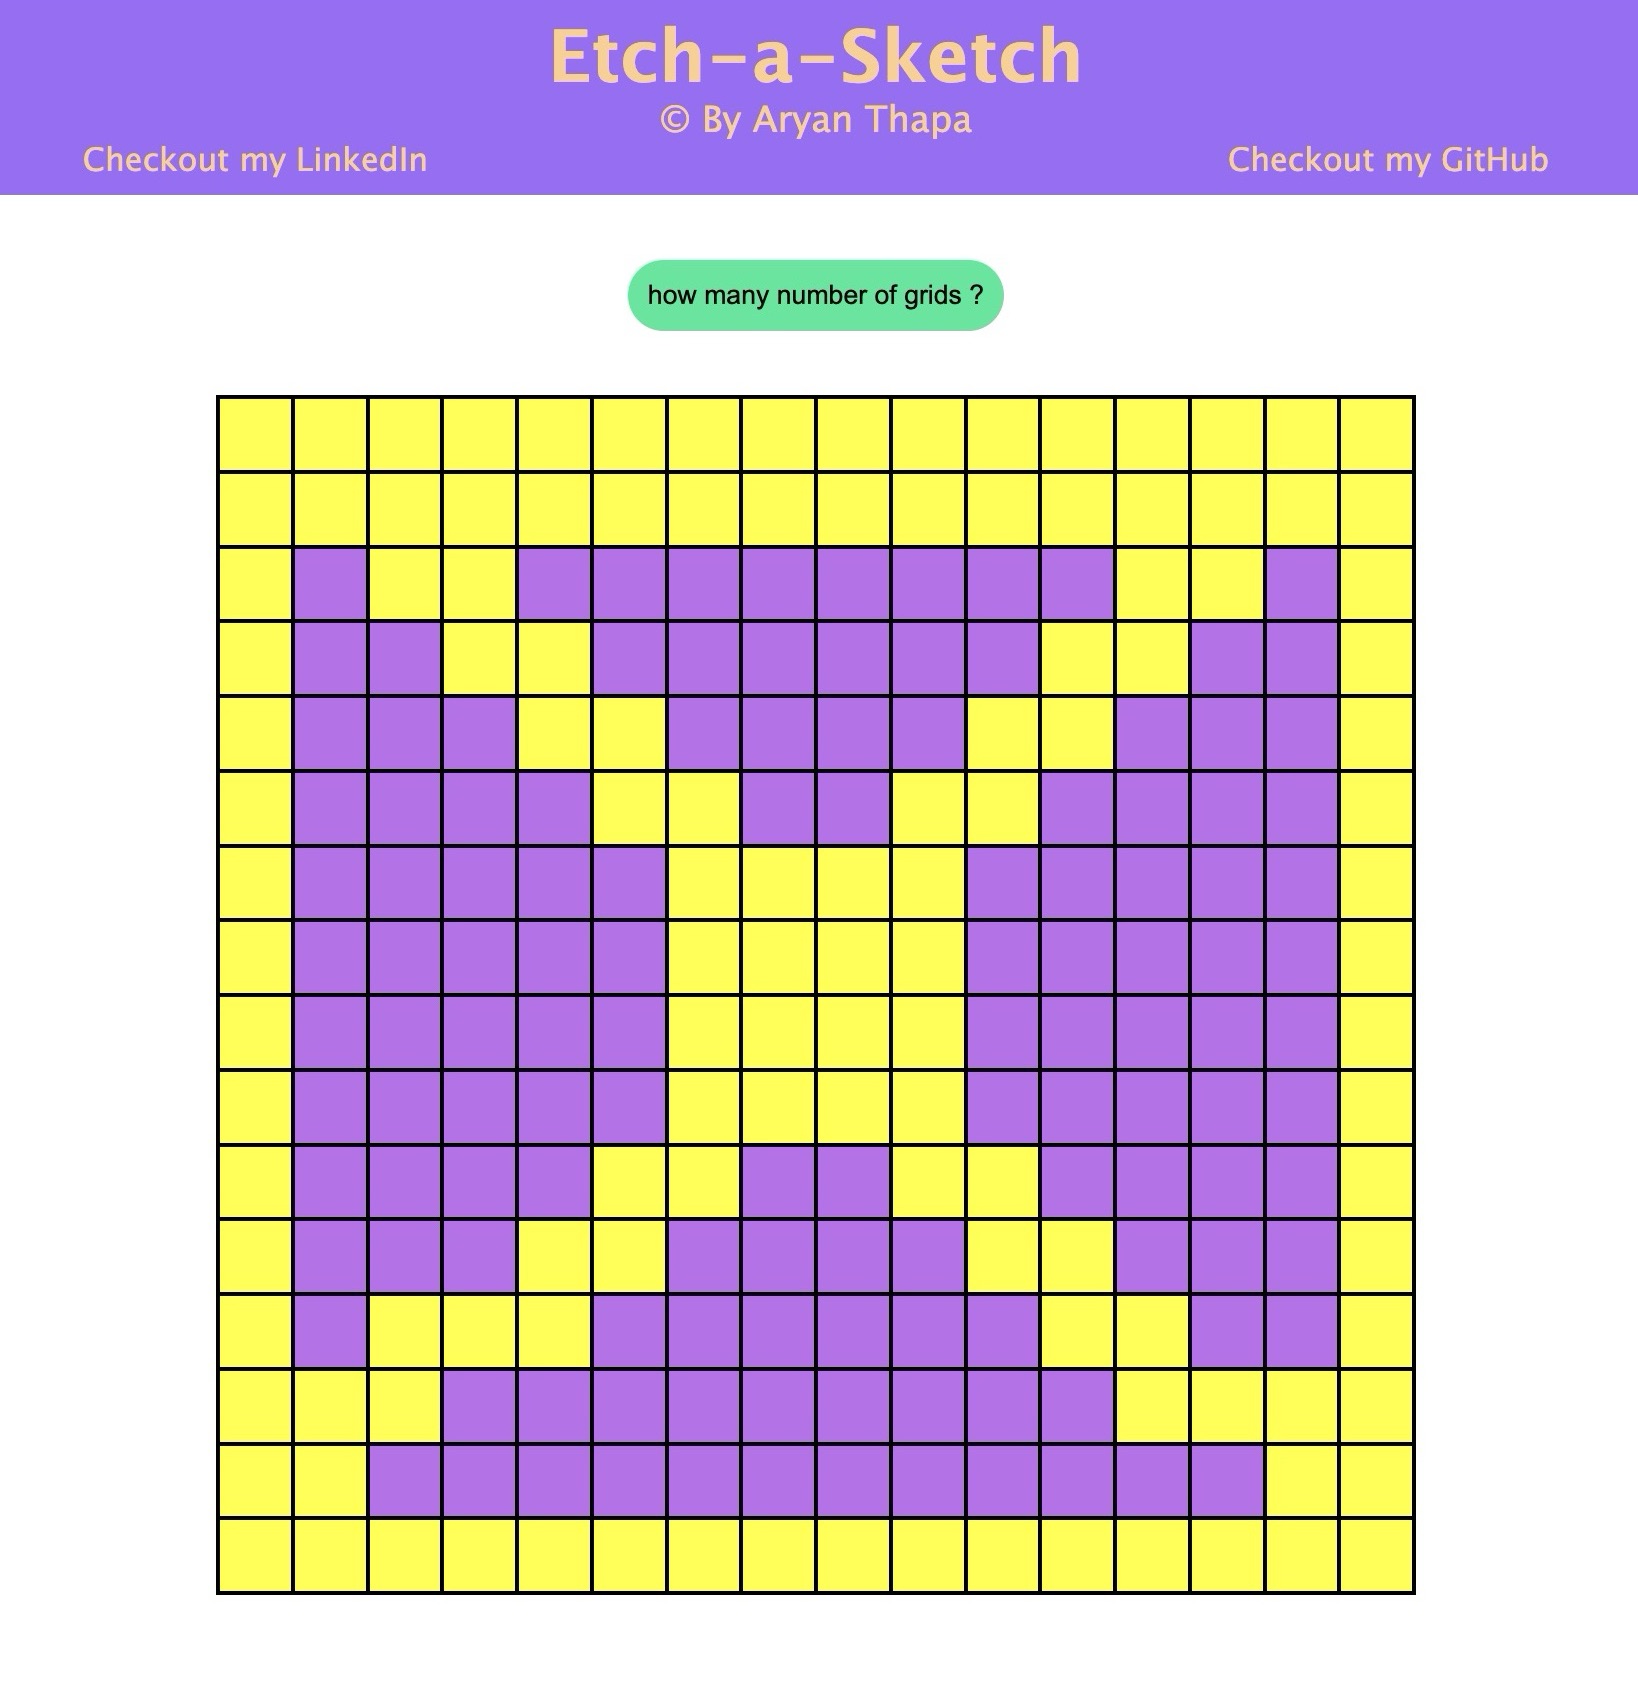 Etch-a-Sketch
© By Aryan Thapa
Checkout my LinkedIn
Checkout my GitHub
how many number of grids ?